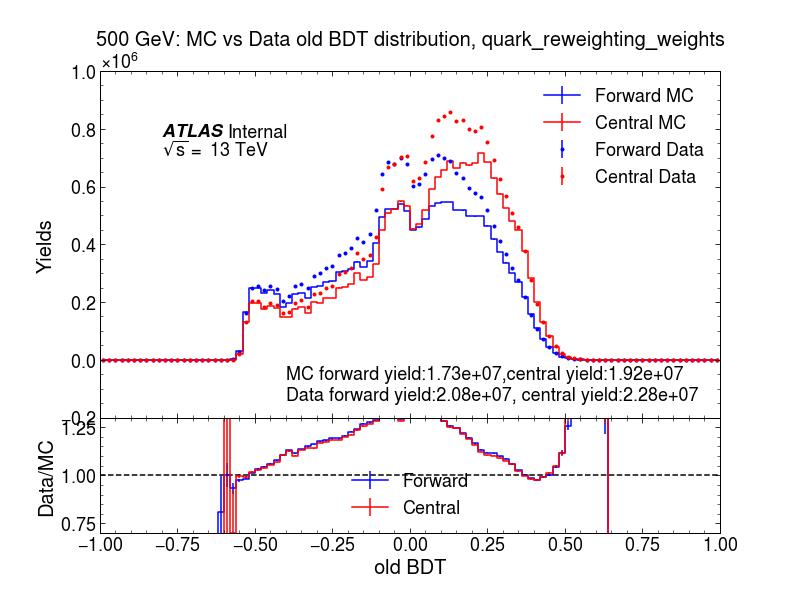 500 GeV: MC vs Data old BDT distribution, quark_reweighting_weights
×10⁶
1.0
0.8
0.6
0.4
0.2
0.0
0.2
Yields
ATLAS Internal
√s = 13 TeV
Forward MC
Central MC
Forward Data
Central Data
MC forward yield:1.73e+07,central yield:1.92e+07
Data forward yield:2.08e+07, central yield:2.28e+07
1.25
1.00
0.75
Data/MC
Forward
Central
−1.00 −0.75 −0.50 −0.25 0.00 0.25 0.50 0.75 1.00
old BDT